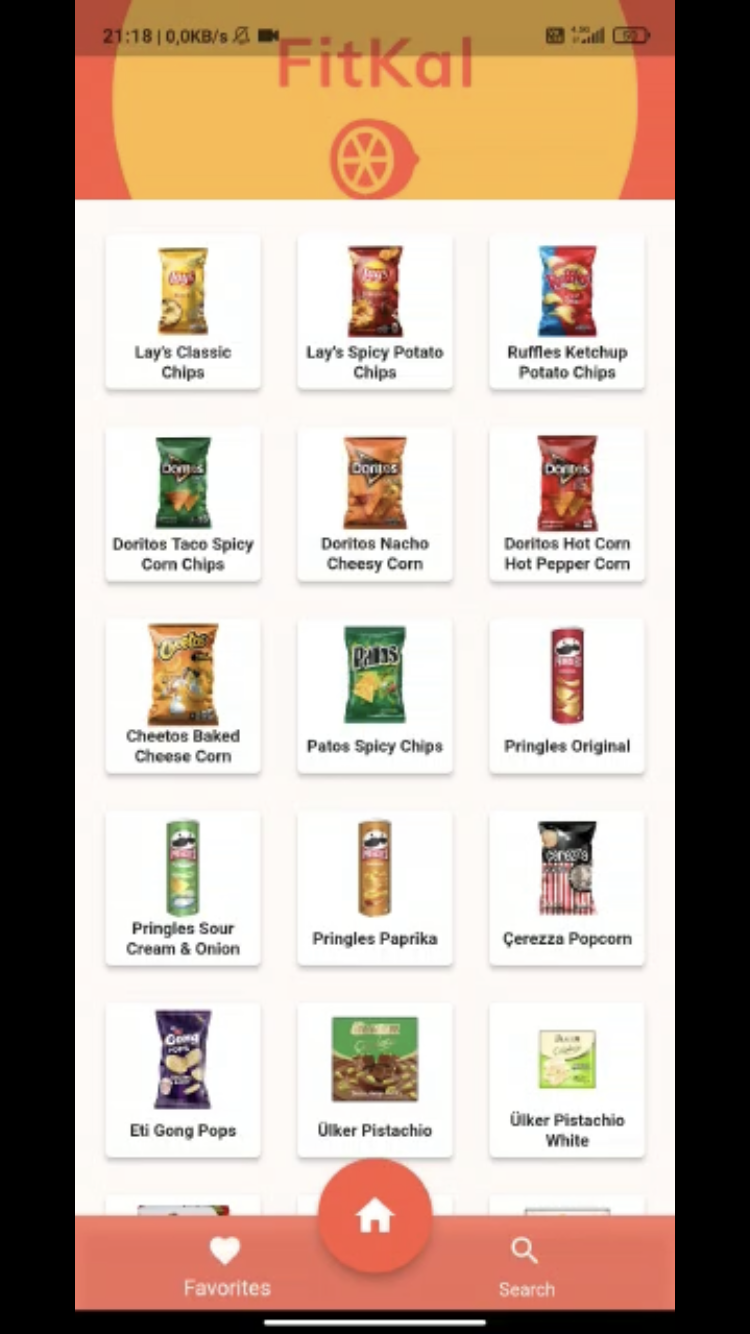 21:18 | 0,0KB/s
FitKal
Lay's Classic
Chips
Lay's Spicy Potato
Chips
Ruffles Ketchup
Potato Chips
Doritos Taco Spicy
Corn Chips
Doritos Nacho
Cheesy Corn
Doritos Hot Corn
Hot Pepper Corn
Cheetos Baked
Cheese Corn
Patos Spicy Chips
Pringles Original
Pringles Sour
Cream & Onion
Pringles Paprika
Çerezza Popcorn
Eti Gong Pops
Ülker Pistachio
Ülker Pistachio
White
Favorites
Search